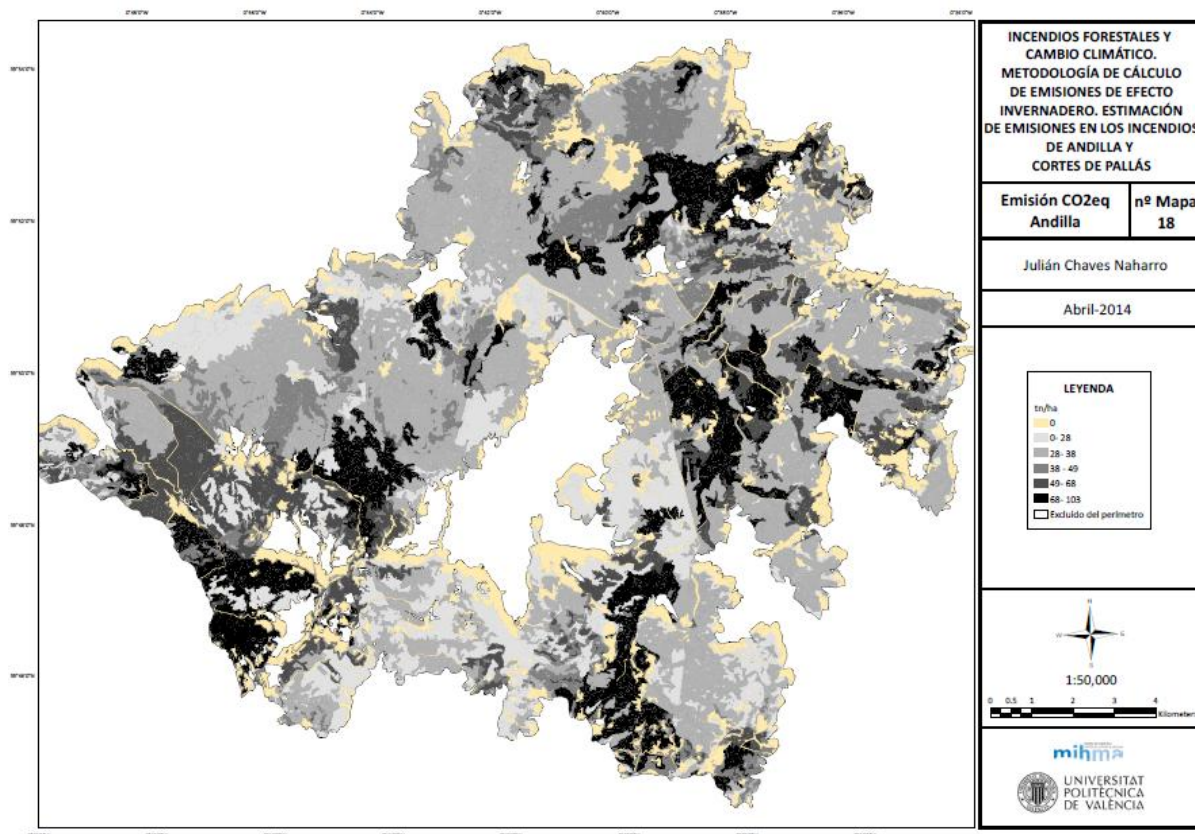 INCENDIOS FORESTALES Y
CAMBIO CLIMÁTICO.
METODOLOGÍA DE CÁLCULO
DE EMISIONES DE EFECTO
INVERNADERO. ESTIMACIÓN
DE EMISIONES EN LOS INCENDIOS
DE ANDILLA Y
CORTES DE PALLÁS
Emisión CO2eq
Andilla
nº Mapa
18
Julián Chaves Naharro
Abril-2014
LEYENDA
tn/ha
0
0- 28
28- 38
38 - 49
49- 68
68- 103
Excluido del perímetro
N
W
E
S
1:50,000
0 0.5 1 2 3 4
Kilometers
mihma
UNIVERSITAT
POLITÈCNICA
DE VALÈNCIA